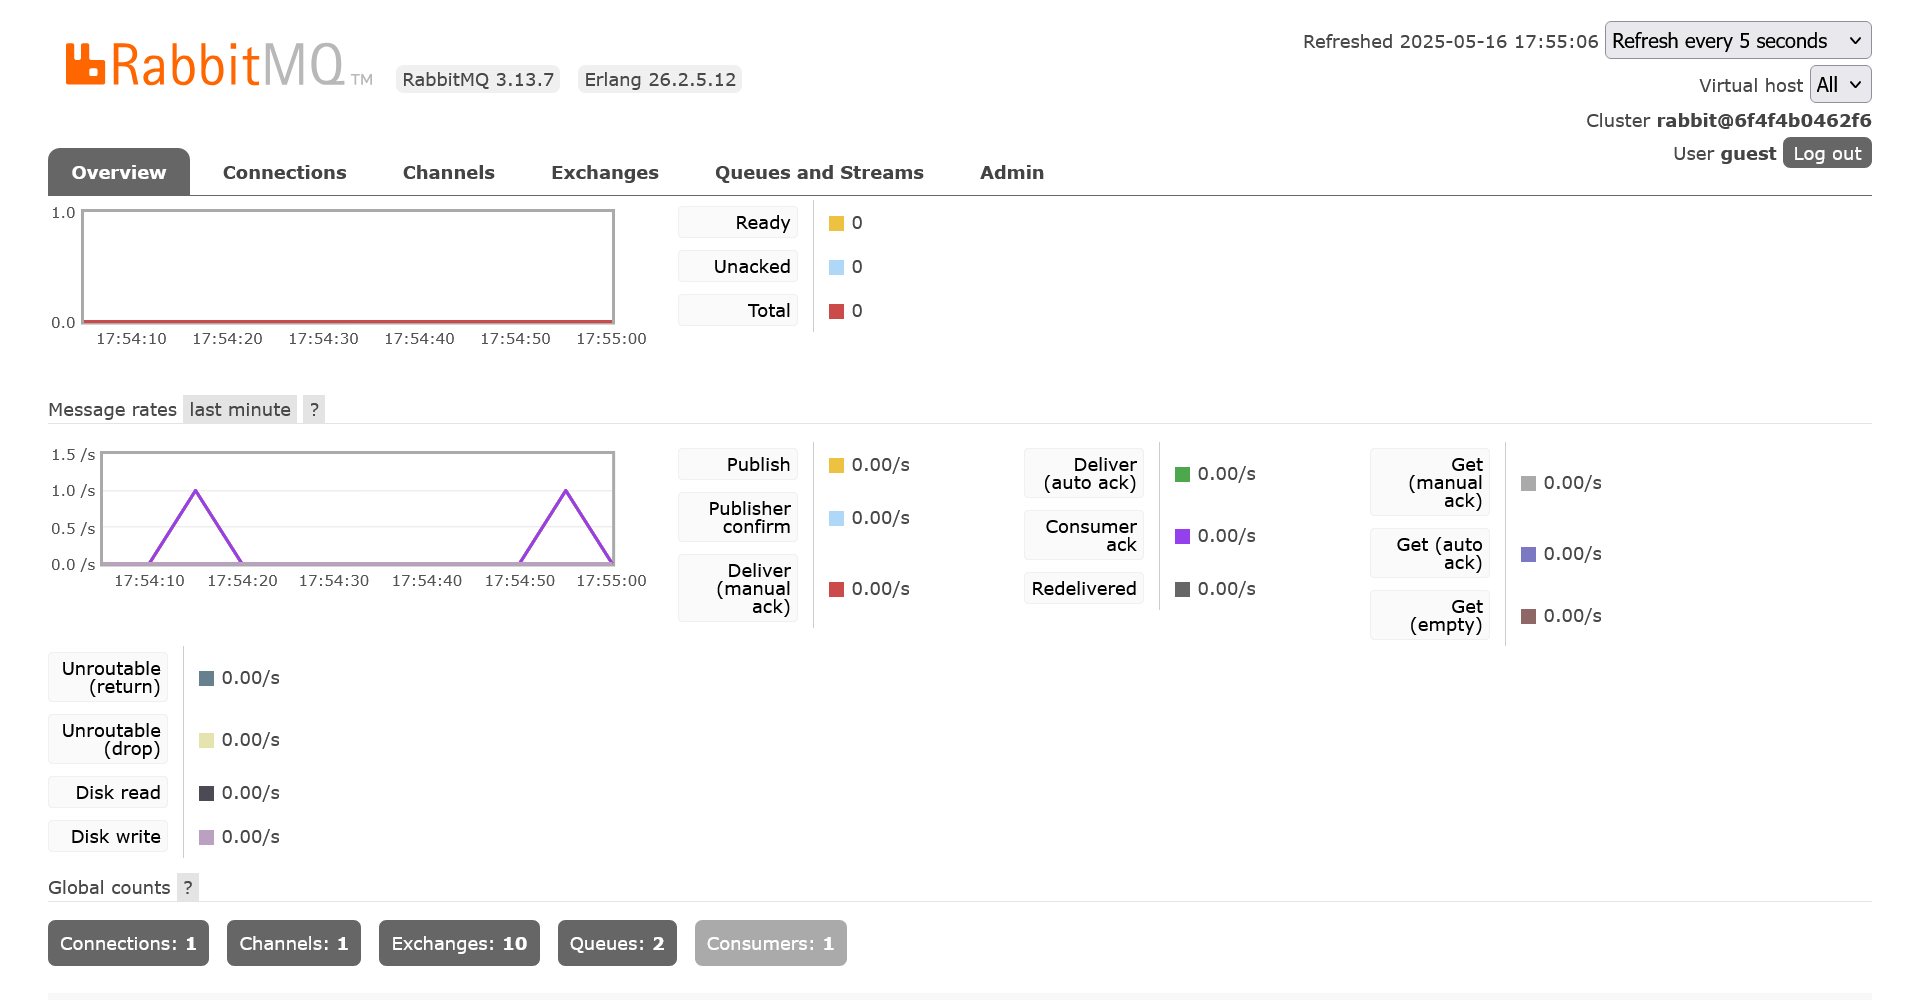 RabbitMQ TM
RabbitMQ 3.13.7
Erlang 26.2.5.12
Refreshed 2025-05-16 17:55:06
Refresh every 5 seconds
Virtual host All
Cluster rabbit@6f4f4b0462f6
User guest Log out
Overview
Connections
Channels
Exchanges
Queues and Streams
Admin
1.0
0.0
17:54:10 17:54:20 17:54:30 17:54:40 17:54:50 17:55:00
Ready 0
Unacked 0
Total 0
Message rates last minute ?
1.5 /s
1.0 /s
0.5 /s
0.0 /s
17:54:10 17:54:20 17:54:30 17:54:40 17:54:50 17:55:00
Publish 0.00/s
Publisher
confirm 0.00/s
Deliver
(manual
ack) 0.00/s
Deliver
(auto ack) 0.00/s
Consumer
ack 0.00/s
Redelivered 0.00/s
Get
(manual
ack) 0.00/s
Get (auto
ack) 0.00/s
Get
(empty) 0.00/s
Unroutable
(return) 0.00/s
Unroutable
(drop) 0.00/s
Disk read 0.00/s
Disk write 0.00/s
Global counts ?
Connections: 1
Channels: 1
Exchanges: 10
Queues: 2
Consumers: 1